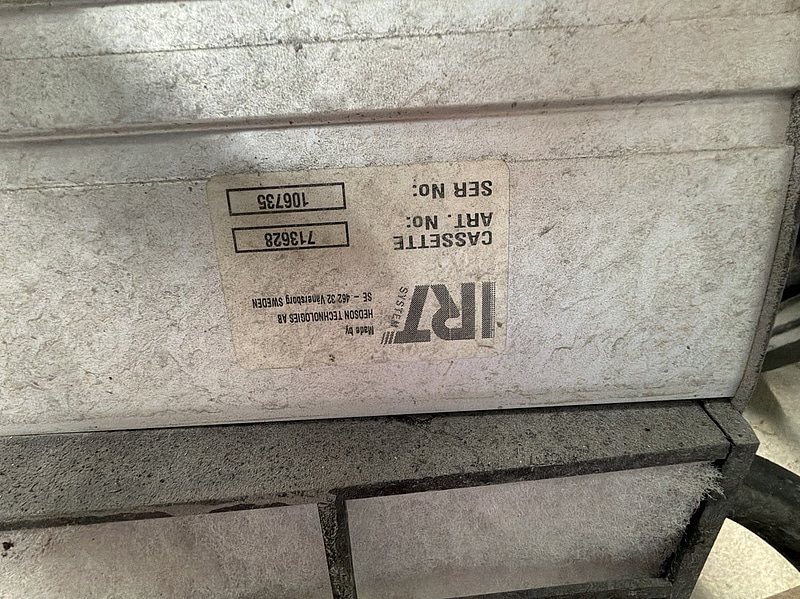 IRT
SYSTEM
Made by
HEDSON TECHNOLOGIES AB
SE - 462 32 Vänersborg SWEDEN
CASSETTE
ART. No: 713628
SER No: 106735